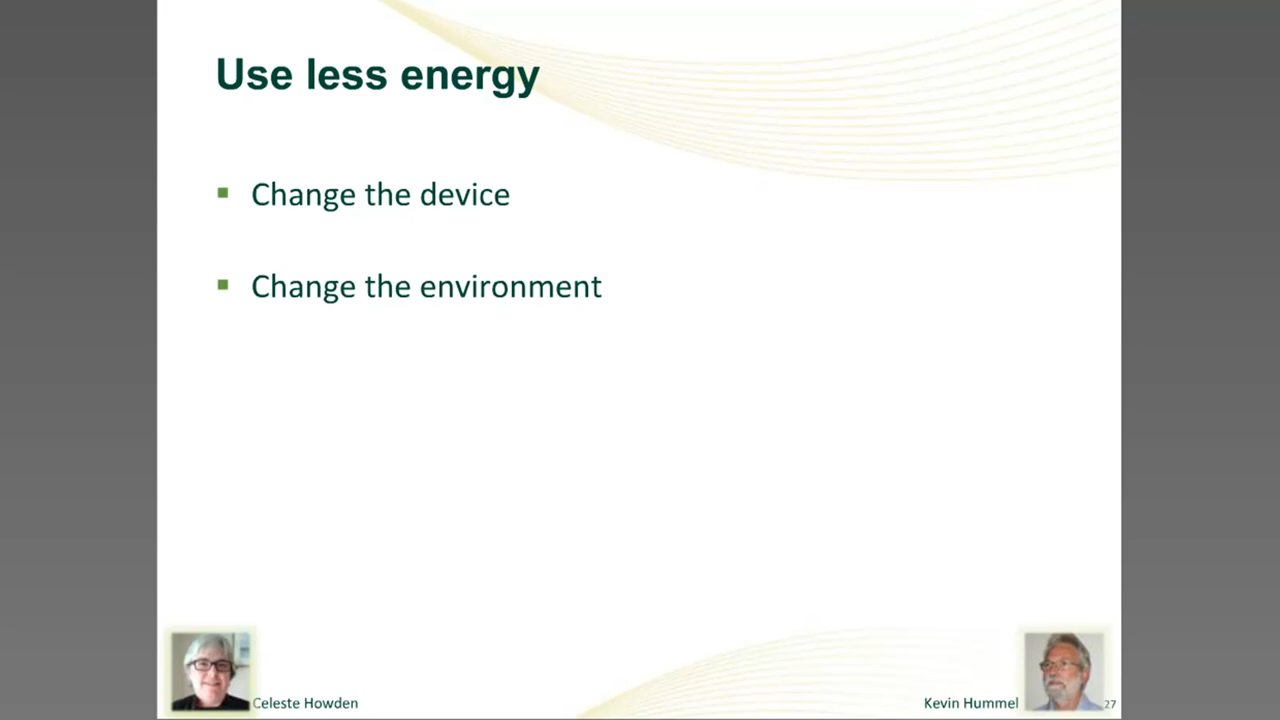 Use less energy
Change the device
Change the environment
Celeste Howden
Kevin Hummel
27